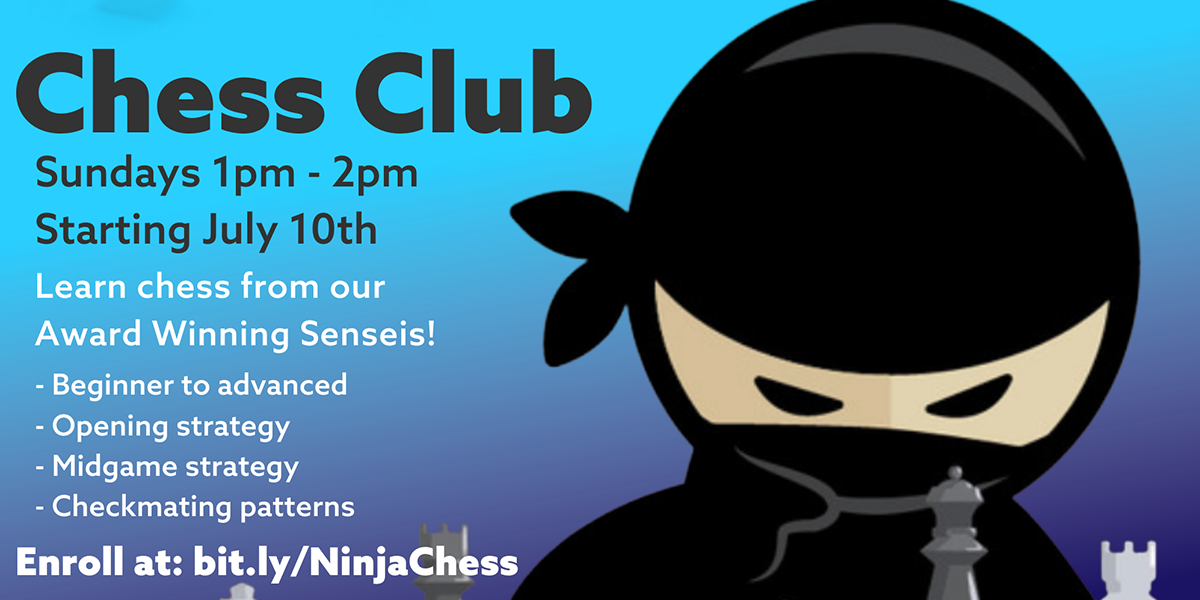 Chess Club
Sundays 1pm - 2pm
Starting July 10th
Learn chess from our
Award Winning Senseis!
- Beginner to advanced
- Opening strategy
- Midgame strategy
- Checkmating patterns
Enroll at: bit.ly/NinjaChess